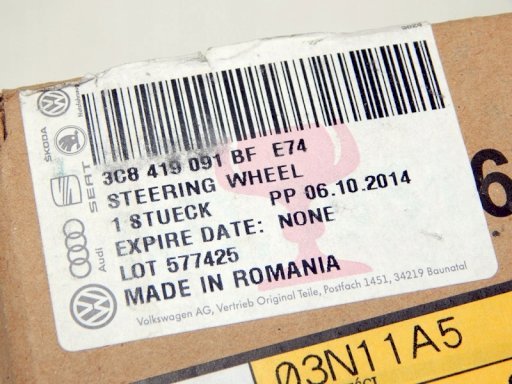 3C8 419 091 BF E74
STEERING WHEEL
1 STUECK PP 06.10.2014
EXPIRE DATE: NONE
LOT 577425
MADE IN ROMANIA
Volkswagen AG, Vertrieb Original Teile, Postfach 1451, 34219 Baunatal
ŠKODA
SEAT
Audi
6
03N11A5